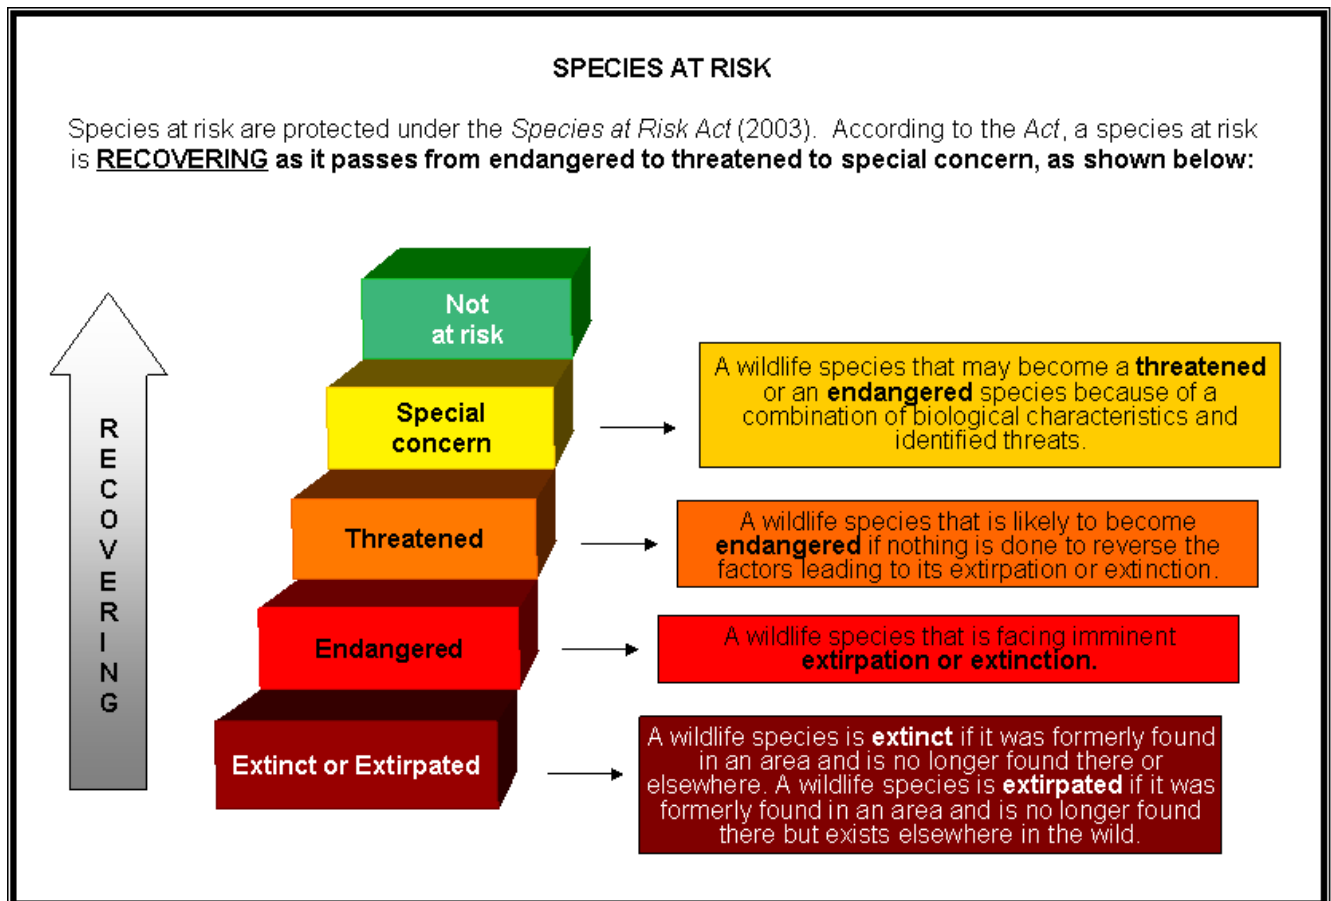 SPECIES AT RISK
Species at risk are protected under the Species at Risk Act (2003). According to the Act, a species at risk
is RECOVERING as it passes from endangered to threatened to special concern, as shown below:
RECOVERING
Not
at risk
Special
concern
A wildlife species that may become a threatened
or an endangered species because of a
combination of biological characteristics and
identified threats.
Threatened
A wildlife species that is likely to become
endangered if nothing is done to reverse the
factors leading to its extirpation or extinction.
Endangered
A wildlife species that is facing imminent
extirpation or extinction.
Extinct or Extirpated
A wildlife species is extinct if it was formerly found
in an area and is no longer found there or
elsewhere. A wildlife species is extirpated if it was
formerly found in an area and is no longer found
there but exists elsewhere in the wild.